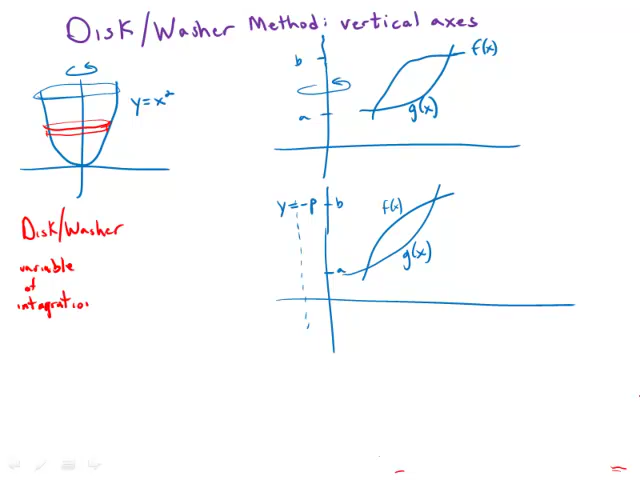 Disk/Washer Method: vertical axes
y=x²
Disk/Washer
variable
of
integration
b
a
f(x)
g(x)
y=-p
b
a
f(x)
g(x)